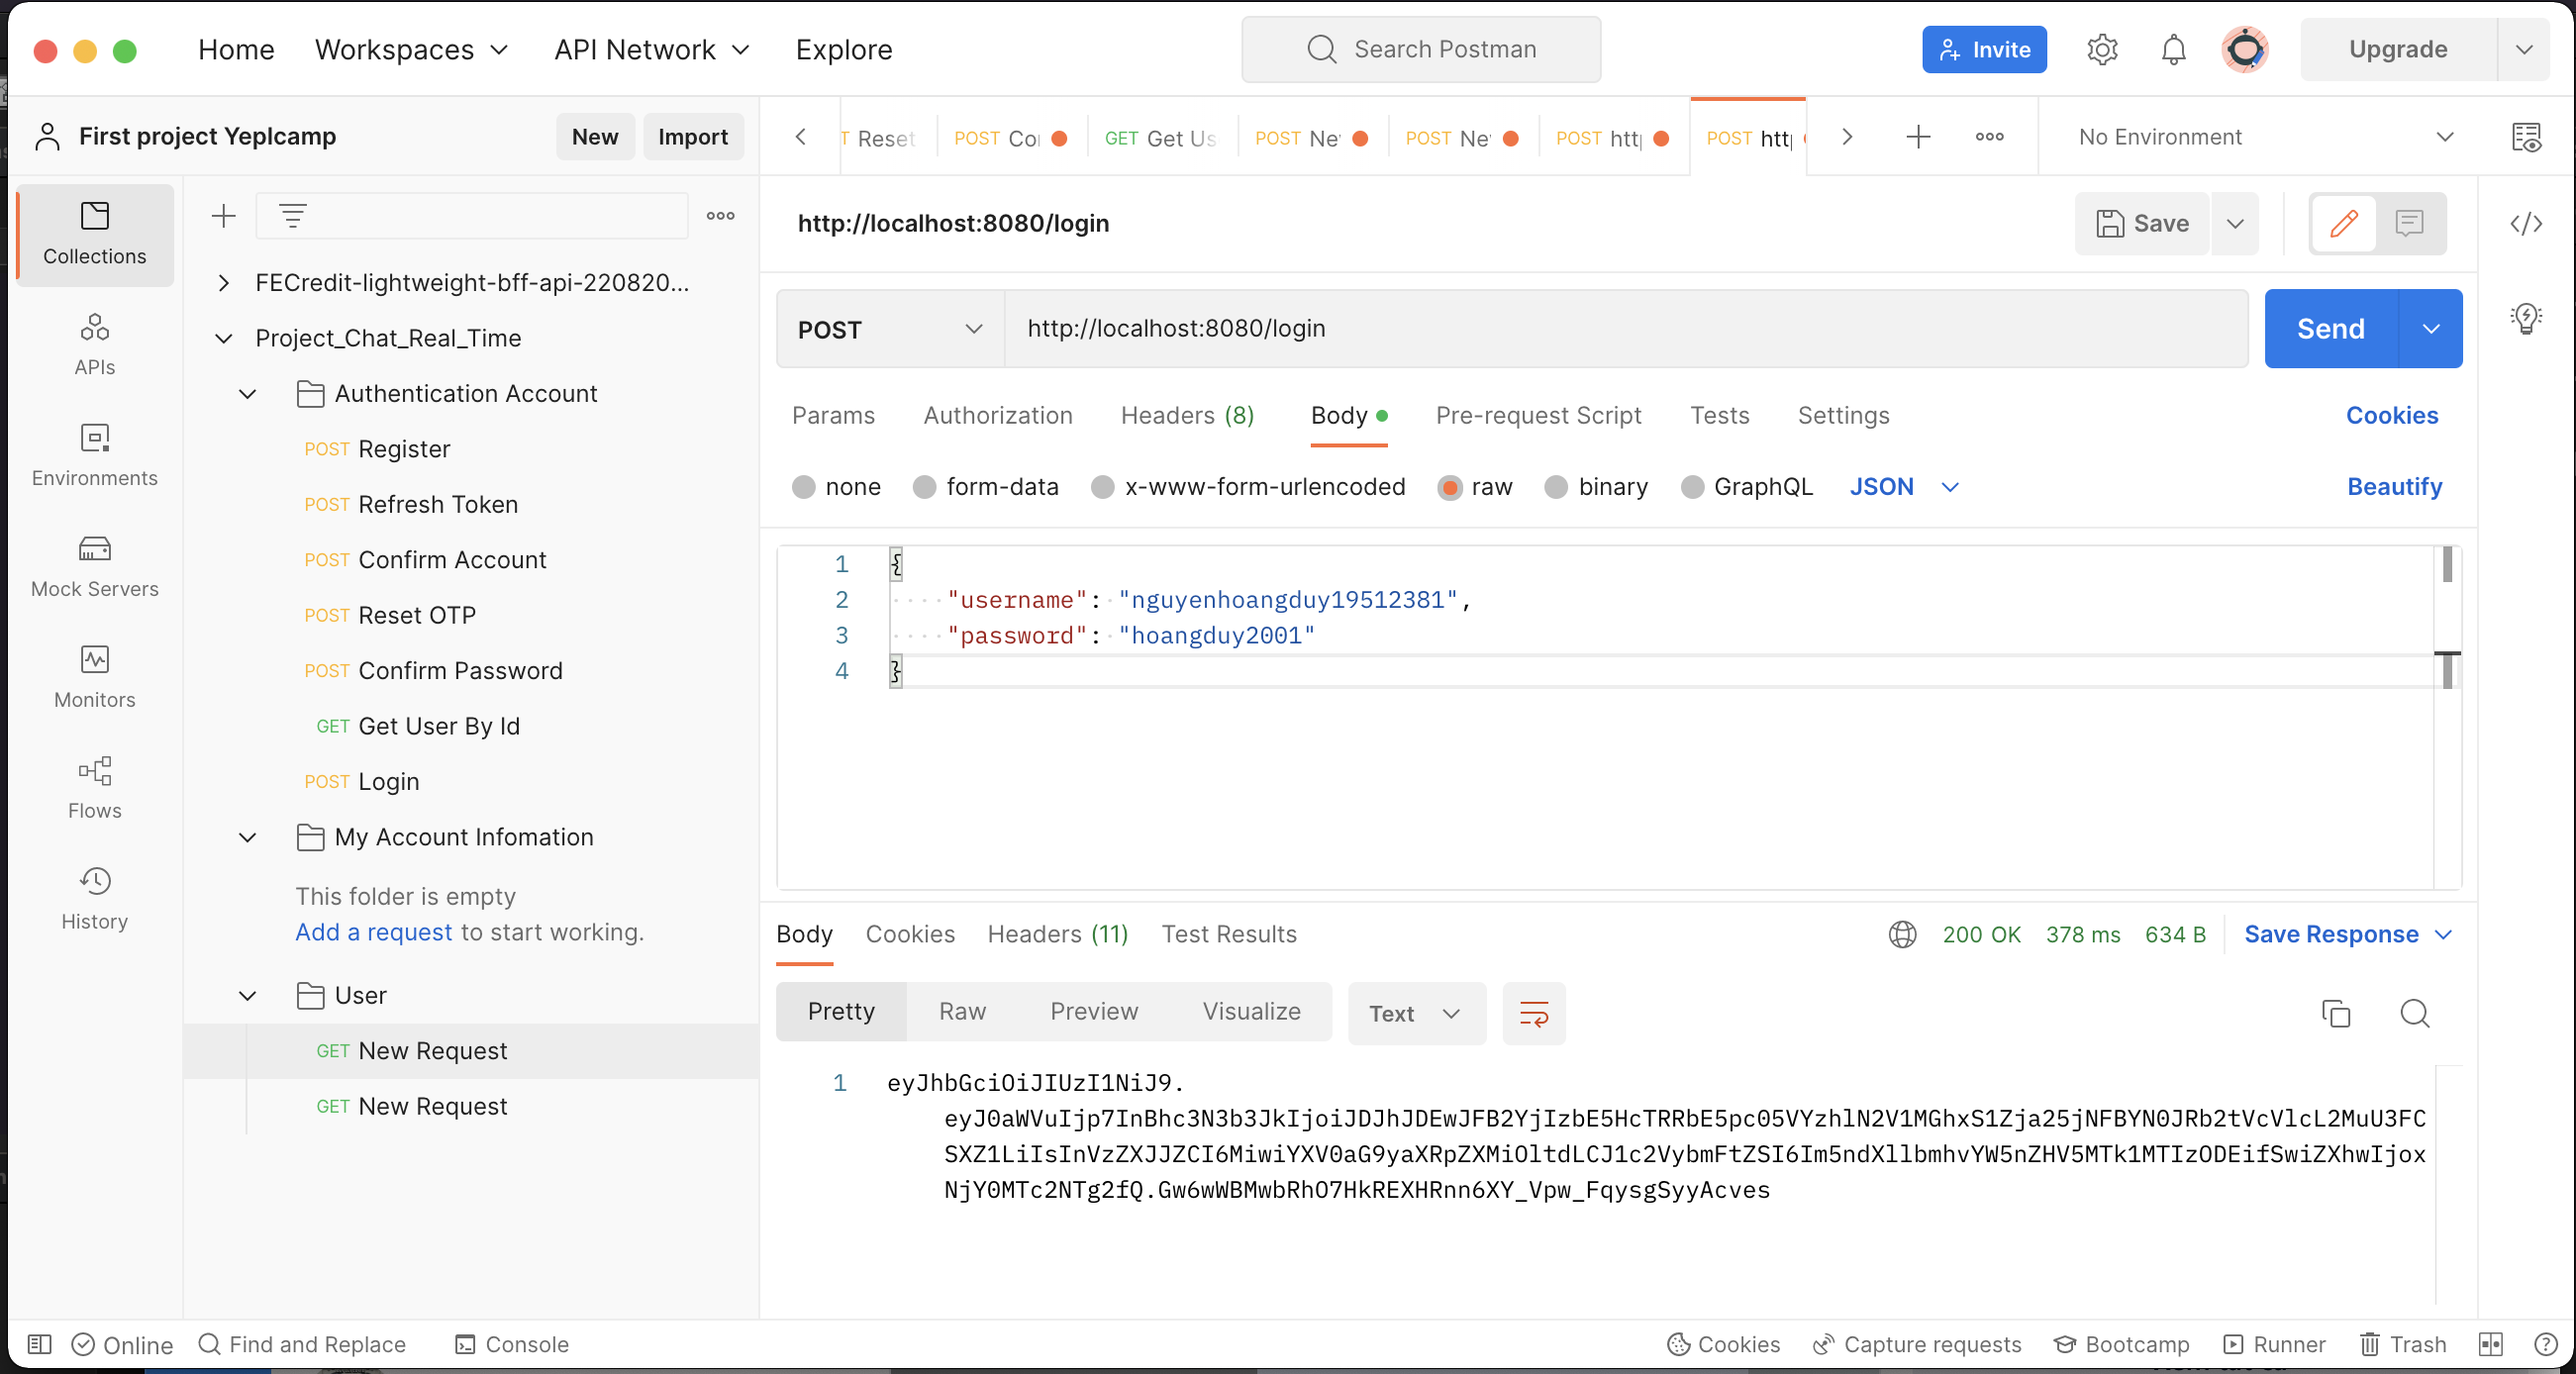 Home Workspaces API Network Explore Search Postman Invite Upgrade
First project Yeplcamp New Import
Reset POST Co GET Get Us POST Ne POST Ne POST htt POST htt No Environment
Collections
APIs
Environments
Mock Servers
Monitors
Flows
History
FECredit-lightweight-bff-api-220820...
Project_Chat_Real_Time
Authentication Account
POST Register
POST Refresh Token
POST Confirm Account
POST Reset OTP
POST Confirm Password
GET Get User By Id
POST Login
My Account Infomation
This folder is empty
Add a request to start working.
User
GET New Request
GET New Request
http://localhost:8080/login Save
POST http://localhost:8080/login Send
Params Authorization Headers (8) Body Pre-request Script Tests Settings Cookies
none form-data x-www-form-urlencoded raw binary GraphQL JSON Beautify
1 {
2 "username": "nguyenhoangduy19512381",
3 "password": "hoangduy2001"
4 }
Body Cookies Headers (11) Test Results 200 OK 378 ms 634 B Save Response
Pretty Raw Preview Visualize Text
1 eyJhbGciOiJIUzI1NiJ9.
eyJ0aWVuIjp7InBhc3N3b3JkIjoiJDJhJDEwJFB2YjIzbE5HcTRRbE5pc05VYzhlN2V1MGhxS1Zja25jNFBYN0JRb2tVcVlcL2MuU3FC
SXZ1LiIsInVzZXJJZCI6MiwiYXV0aG9yaXRpZXMiOltdLCJ1c2VybmFtZSI6Im5ndXllbmhvYW5nZHV5MTk1MTIzODEifSwiZXhwIjox
NjY0MTc2NTg2fQ.Gw6wWBMwbRhO7HkREXHRnn6XY_Vpw_FqysgSyyAcves
Online Find and Replace Console Cookies Capture requests Bootcamp Runner Trash